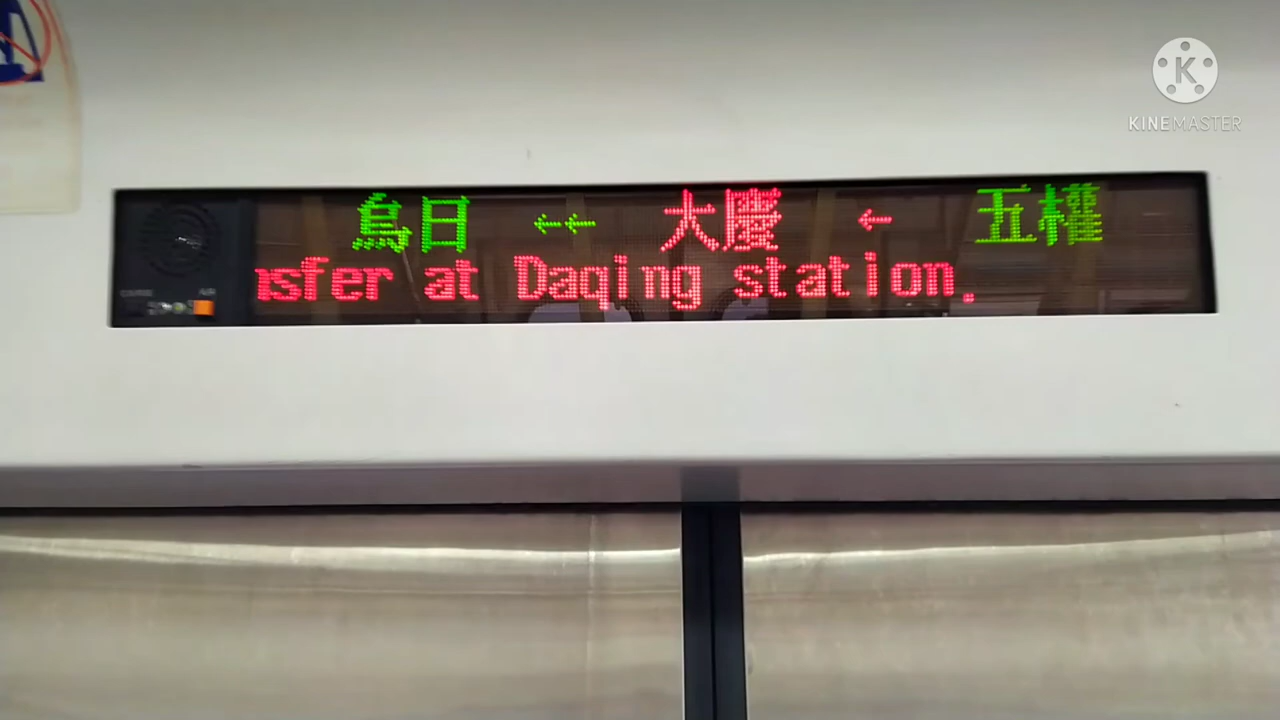 K
KINEMASTER
烏日 ←← 大慶 ← 五權
sfer at Daqing station.